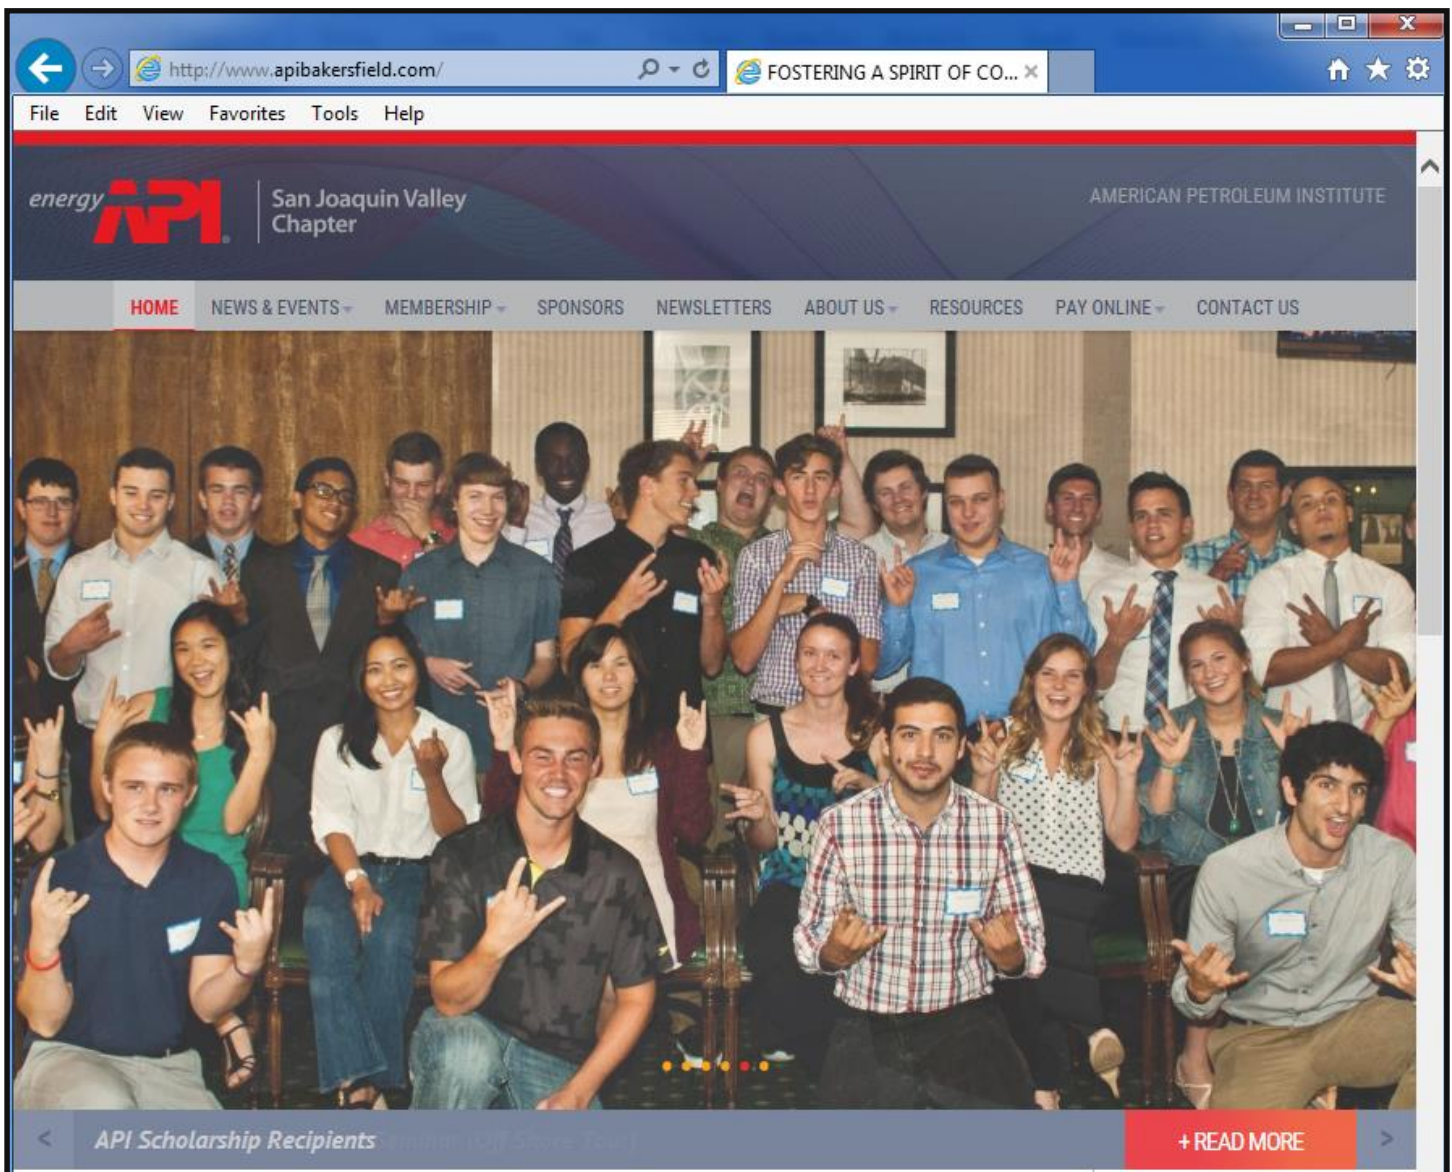 http://www.apibakersfield.com/
FOSTERING A SPIRIT OF CO...
File Edit View Favorites Tools Help
energy API
San Joaquin Valley
Chapter
AMERICAN PETROLEUM INSTITUTE
HOME NEWS & EVENTS MEMBERSHIP SPONSORS NEWSLETTERS ABOUT US RESOURCES PAY ONLINE CONTACT US
API Scholarship Recipients
+ READ MORE